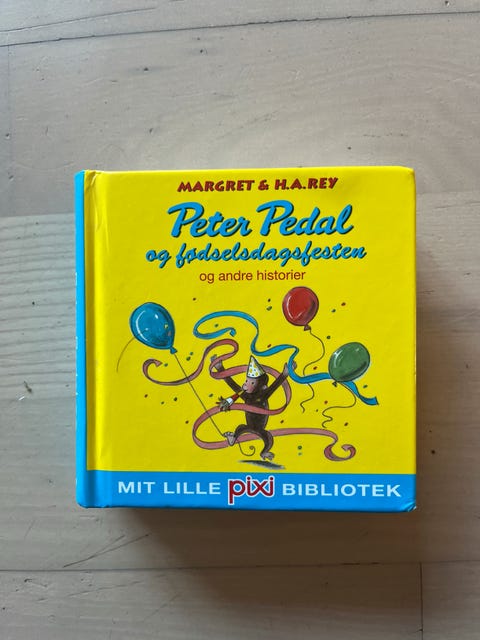 MARGRET & H.A.REY
Peter Pedal
og fødselsdagsfesten
og andre historier
MIT LILLE pixi BIBLIOTEK